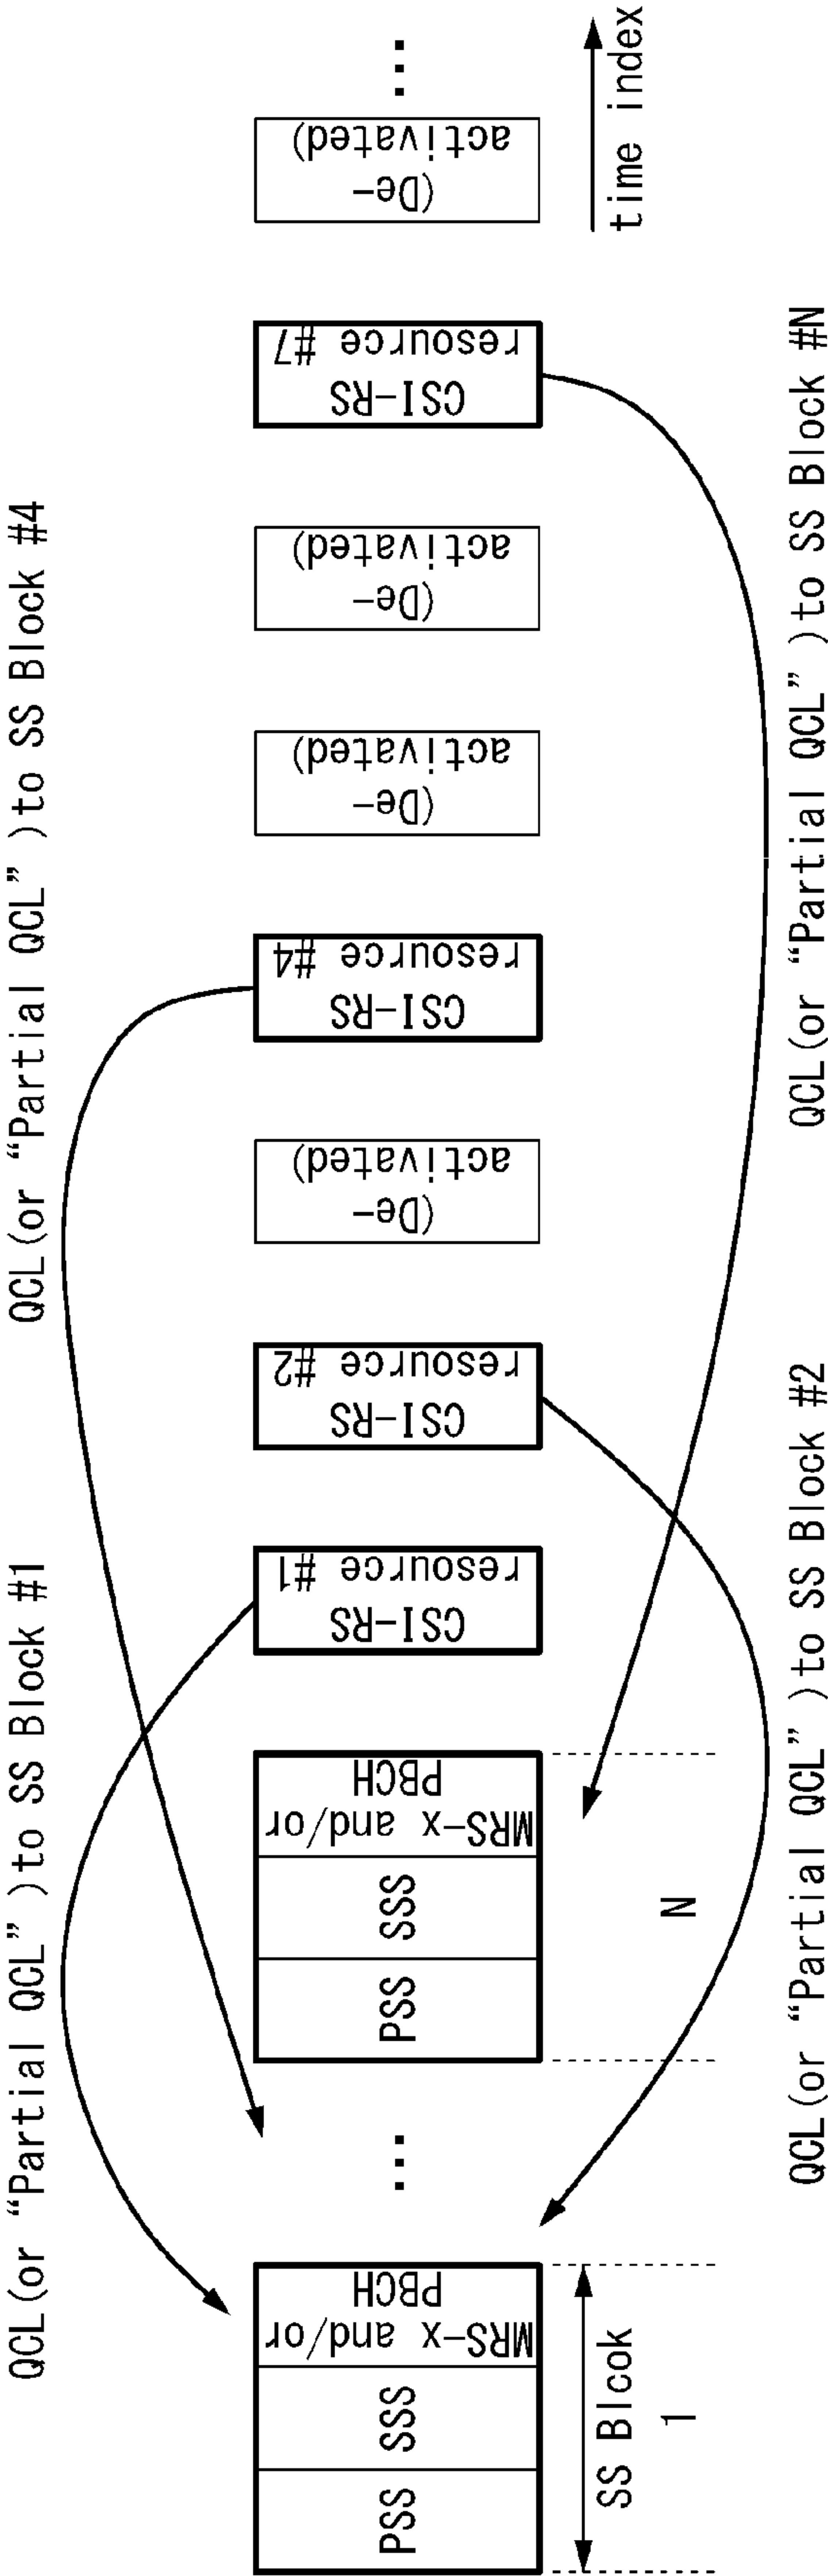 QCL(or “Partial QCL”)to SS Block #1
QCL(or “Partial QCL”)to SS Block #4
PSS
SSS
MRS-x and/or
PBCH
...
PSS
SSS
MRS-x and/or
PBCH
CSI-RS
resource #1
CSI-RS
resource #2
(De-
activated)
CSI-RS
resource #4
(De-
activated)
(De-
activated)
CSI-RS
resource #7
(De-
activated)
...
SS Blcok
1
N
time index
QCL(or “Partial QCL”)to SS Block #2
QCL(or “Partial QCL”)to SS Block #N